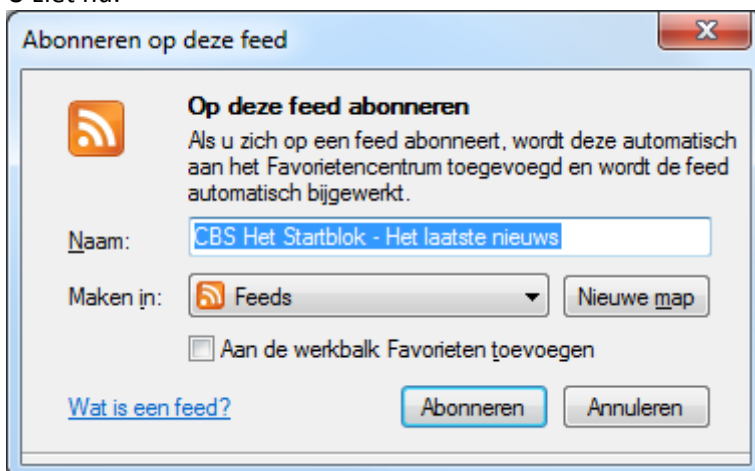 U ziet nu:
Abonneren op deze feed
Op deze feed abonneren
Als u zich op een feed abonneert, wordt deze automatisch
aan het Favorietencentrum toegevoegd en wordt de feed
automatisch bijgewerkt.
Naam: CBS Het Startblok - Het laatste nieuws
Maken in: Feeds Nieuwe map
Aan de werkbalk Favorieten toevoegen
Wat is een feed? Abonneren Annuleren